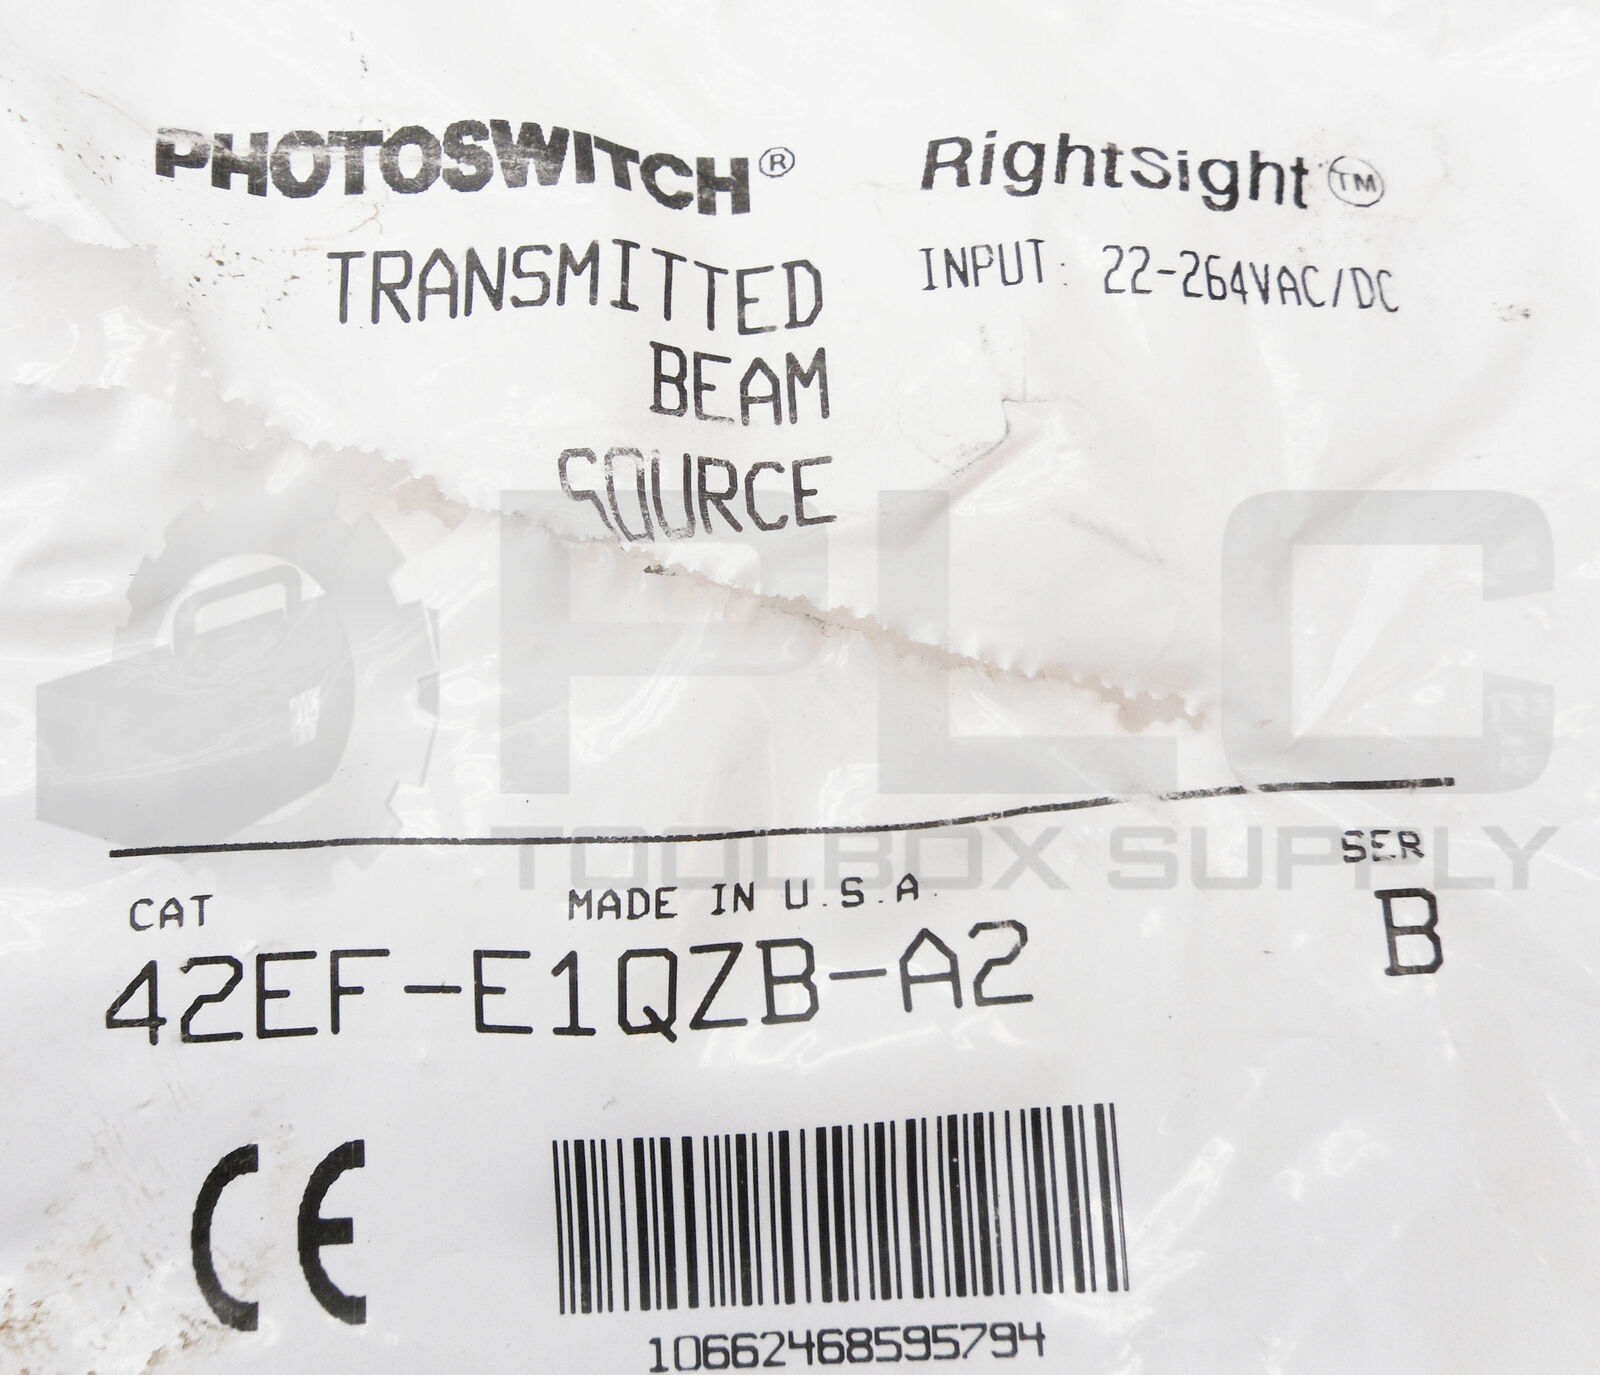 PHOTOSWITCH®
RightSight™
TRANSMITTED
BEAM
SOURCE
INPUT: 22-264VAC/DC
PLC
TOOLBOX SUPPLY
CAT
MADE IN U.S.A.
SER
42EF-E1QZB-A2
B
CE
10662468595794